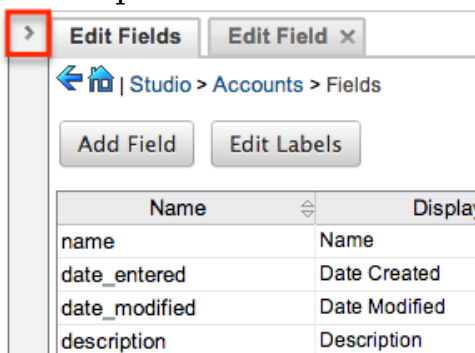 Edit Fields Edit Field ×
| Studio > Accounts > Fields
Add Field Edit Labels
Name
name Name
date_entered Date Created
date_modified Date Modified
description Description